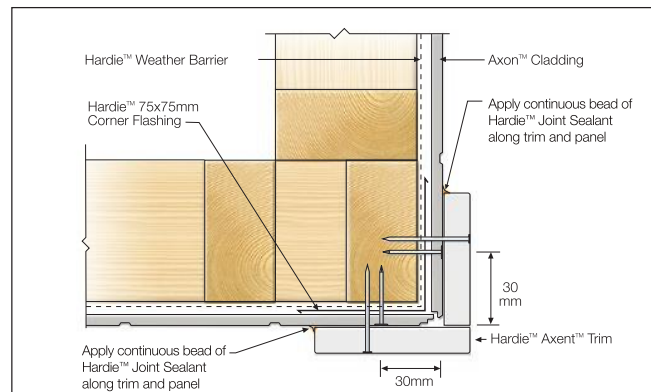 Hardie™ Weather Barrier
Axon™ Cladding
Hardie™ 75x75mm
Corner Flashing
Apply continuous bead of
Hardie™ Joint Sealant
along trim and panel
30
mm
Hardie™ Axent™ Trim
Apply continuous bead of
Hardie™ Joint Sealant
along trim and panel
30mm